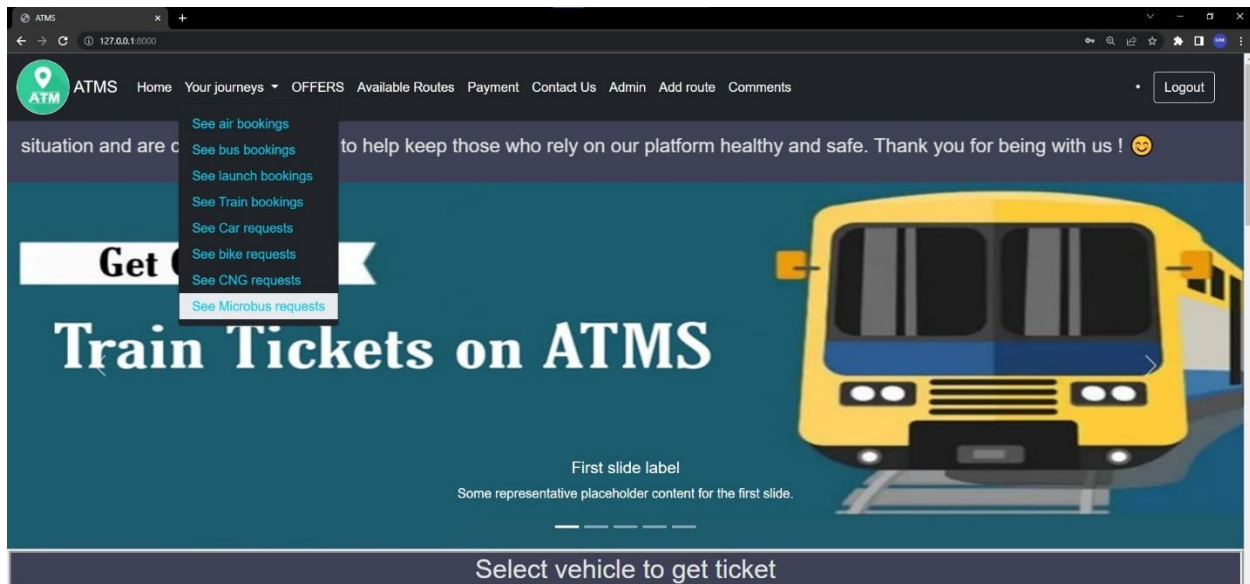 ATMS
127.0.0.1:8000
ATM
ATMS Home Your journeys OFFERS Available Routes Payment Contact Us Admin Add route Comments
Logout
situation and are to help keep those who rely on our platform healthy and safe. Thank you for being with us ! 😊
See air bookings
See bus bookings
See launch bookings
See Train bookings
See Car requests
See bike requests
See CNG requests
See Microbus requests
Get
Train Tickets on ATMS
First slide label
Some representative placeholder content for the first slide.
Select vehicle to get ticket